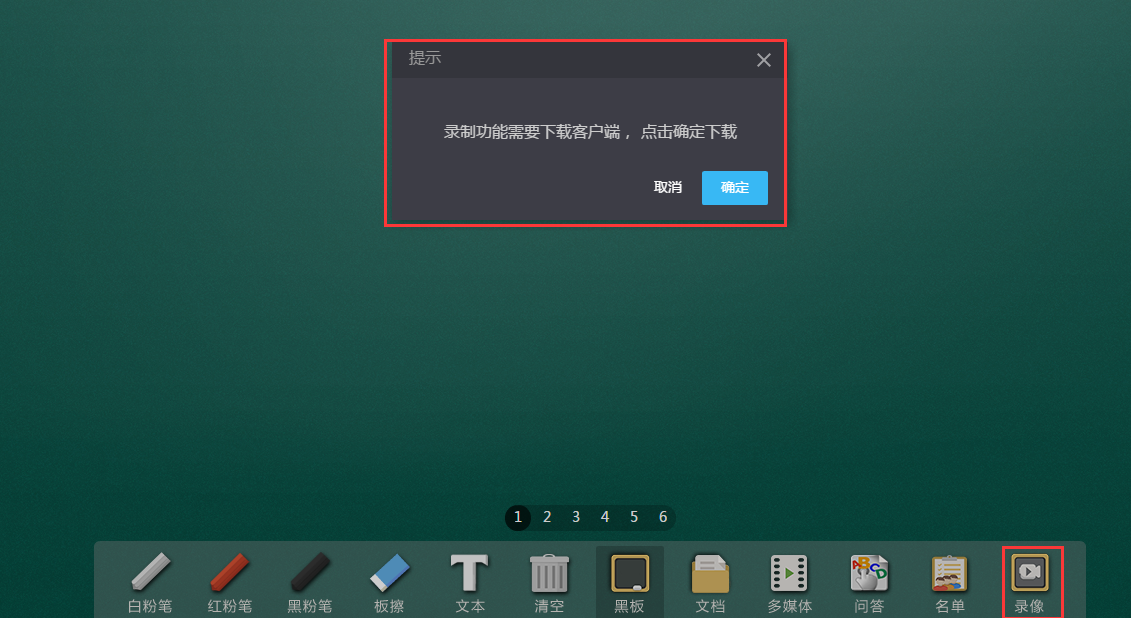 提示
录制功能需要下载客户端，点击确定下载
取消 确定
1 2 3 4 5 6
白粉笔 红粉笔 黑粉笔 板擦 文本 清空 黑板 文档 多媒体 问答 名单 录像